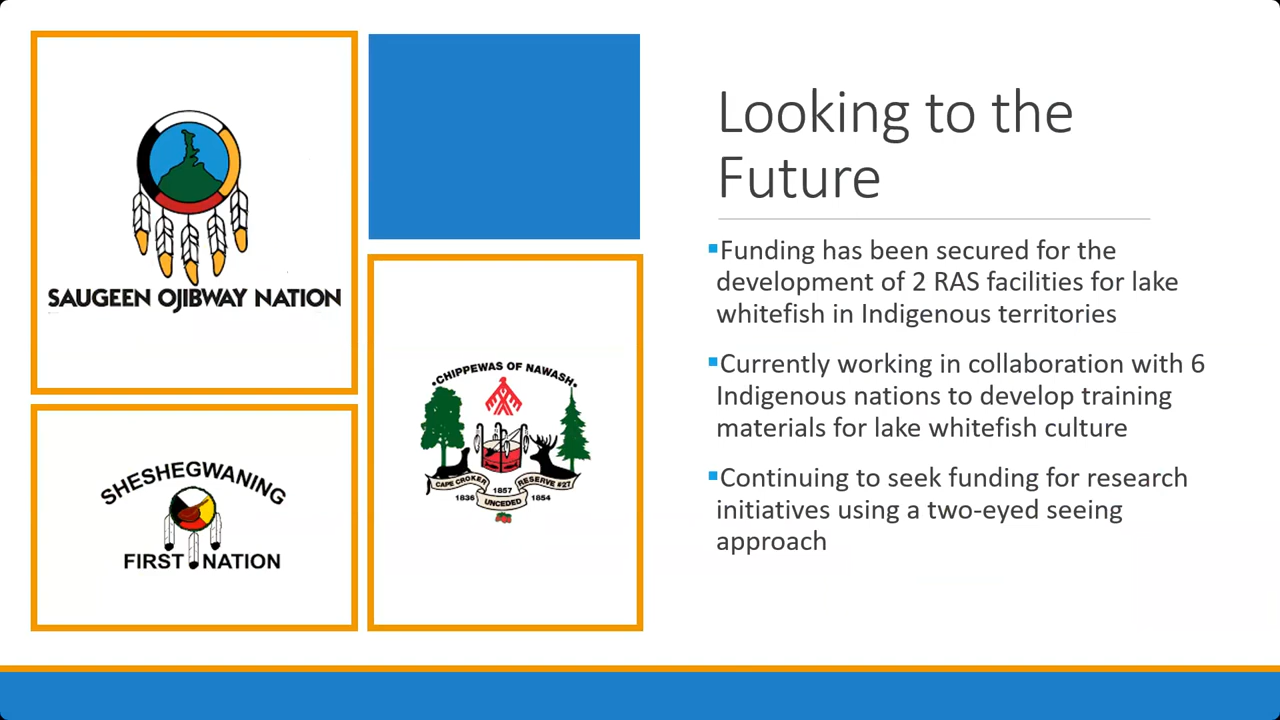 Looking to the
Future
▪Funding has been secured for the
development of 2 RAS facilities for lake
whitefish in Indigenous territories
▪Currently working in collaboration with 6
Indigenous nations to develop training
materials for lake whitefish culture
▪Continuing to seek funding for research
initiatives using a two-eyed seeing
approach
SAUGEEN OJIBWAY NATION
SHESHEGWANING
FIRST NATION
•CHIPPEWAS OF NAWASH•
CAPE CROKER RESERVE #27
1836 1857 1854
UNCEDED